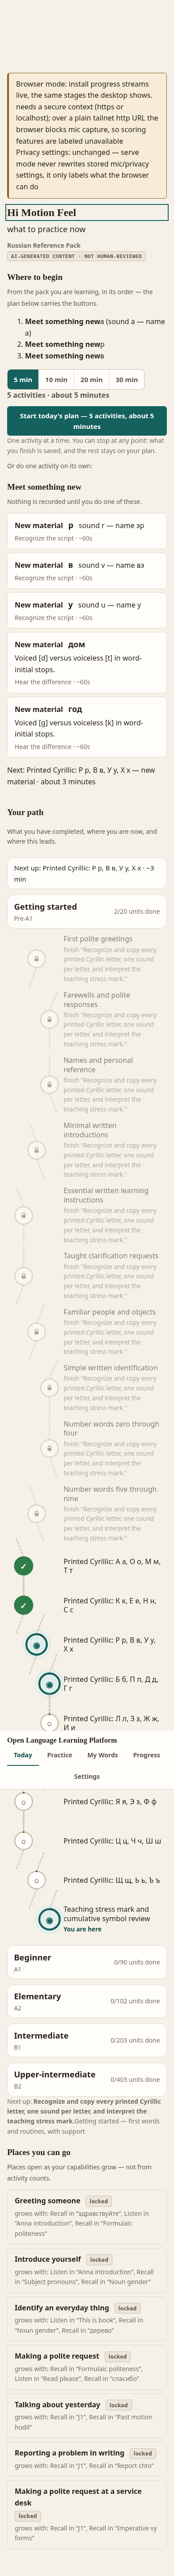 Browser mode: install progress streams
live, the same stages the desktop shows.
needs a secure context (https or
localhost); over a plain tailnet http URL the
browser blocks mic capture, so scoring
features are labeled unavailable
Privacy settings: unchanged — serve
mode never rewrites stored mic/privacy
settings, it only labels what the browser
can do
Hi Motion Feel
what to practice now
Russian Reference Pack
AI-GENERATED CONTENT · NOT HUMAN-REVIEWED
Where to begin
From the pack you are learning, in its order — the
plan below carries the buttons.
1. Meet something newа (sound a — name
а)
2. Meet something newр
3. Meet something newв
5 min
10 min
20 min
30 min
5 activities · about 5 minutes
Start today's plan — 5 activities, about 5
minutes
One activity at a time. You can stop at any point: what
you finish is saved, and the rest stays on your plan.
Or do one activity on its own:
Meet something new
Nothing is recorded until you do one of these.
New material р sound r — name эр
Recognize the script · ~60s
New material в sound v — name вэ
Recognize the script · ~60s
New material у sound u — name у
Recognize the script · ~60s
New material дом
Voiced [d] versus voiceless [t] in word-
initial stops.
Hear the difference · ~60s
New material год
Voiced [g] versus voiceless [k] in word-
initial stops.
Hear the difference · ~60s
Next: Printed Cyrillic: Р р, В в, У у, Х х — new
material · about 3 minutes
Your path
What you have completed, where you are now, and
where this leads.
Next up: Printed Cyrillic: Р р, В в, У у, Х х · ~3
min
Getting started
Pre-A1
2/20 units done
First polite greetings
finish "Recognize and copy every
printed Cyrillic letter, one sound
per letter, and interpret the
teaching stress mark."
Farewells and polite
responses
finish "Recognize and copy every
printed Cyrillic letter, one sound
per letter, and interpret the
teaching stress mark."
Names and personal
reference
finish "Recognize and copy every
printed Cyrillic letter, one sound
per letter, and interpret the
teaching stress mark."
Minimal written
introductions
finish "Recognize and copy every
printed Cyrillic letter, one sound
per letter, and interpret the
teaching stress mark."
Essential written learning
instructions
finish "Recognize and copy every
printed Cyrillic letter, one sound
per letter, and interpret the
teaching stress mark."
Taught clarification requests
finish "Recognize and copy every
printed Cyrillic letter, one sound
per letter, and interpret the
teaching stress mark."
Familiar people and objects
finish "Recognize and copy every
printed Cyrillic letter, one sound
per letter, and interpret the
teaching stress mark."
Simple written identification
finish "Recognize and copy every
printed Cyrillic letter, one sound
per letter, and interpret the
teaching stress mark."
Number words zero through
four
finish "Recognize and copy every
printed Cyrillic letter, one sound
per letter, and interpret the
teaching stress mark."
Number words five through
nine
finish "Recognize and copy every
printed Cyrillic letter, one sound
per letter, and interpret the
teaching stress mark."
Printed Cyrillic: А а, О о, М м,
Т т
Printed Cyrillic: К к, Е е, Н н,
С с
Printed Cyrillic: Р р, В в, У у,
Х х
Printed Cyrillic: Б б, П п, Д д,
Г г
Printed Cyrillic: Л л, З з, Ж ж,
И и
Open Language Learning Platform
Today
Practice
My Words
Progress
Settings
Printed Cyrillic: Я я, Э э, Ф ф
Printed Cyrillic: Ц ц, Ч ч, Ш ш
Printed Cyrillic: Щ щ, Ь ь, Ъ ъ
Teaching stress mark and
cumulative symbol review
You are here
Beginner
A1
0/90 units done
Elementary
A2
0/102 units done
Intermediate
B1
0/203 units done
Upper-intermediate
B2
0/403 units done
Next up: Recognize and copy every printed Cyrillic
letter, one sound per letter, and interpret the
teaching stress mark.Getting started — first words
and routines, with support
Places you can go
Places open as your capabilities grow — not from
activity counts.
Greeting someone locked
grows with: Recall in "здравствуйте", Listen in
"Anna introduction", Recall in "Formulaic
politeness"
Introduce yourself locked
grows with: Listen in "Anna introduction", Recall
in "Subject pronouns", Recall in "Noun gender"
Identify an everyday thing locked
grows with: Listen in "This is book", Recall in
"Noun gender", Recall in "дерево"
Making a polite request locked
grows with: Recall in "Formulaic politeness",
Listen in "Read please", Recall in "спасибо"
Talking about yesterday locked
grows with: Recall in "J1", Recall in "Past motion
hodil"
Reporting a problem in writing locked
grows with: Recall in "J1", Recall in "Report chto"
Making a polite request at a service
desk
locked
grows with: Recall in "J1", Recall in "Imperative vy
forms"